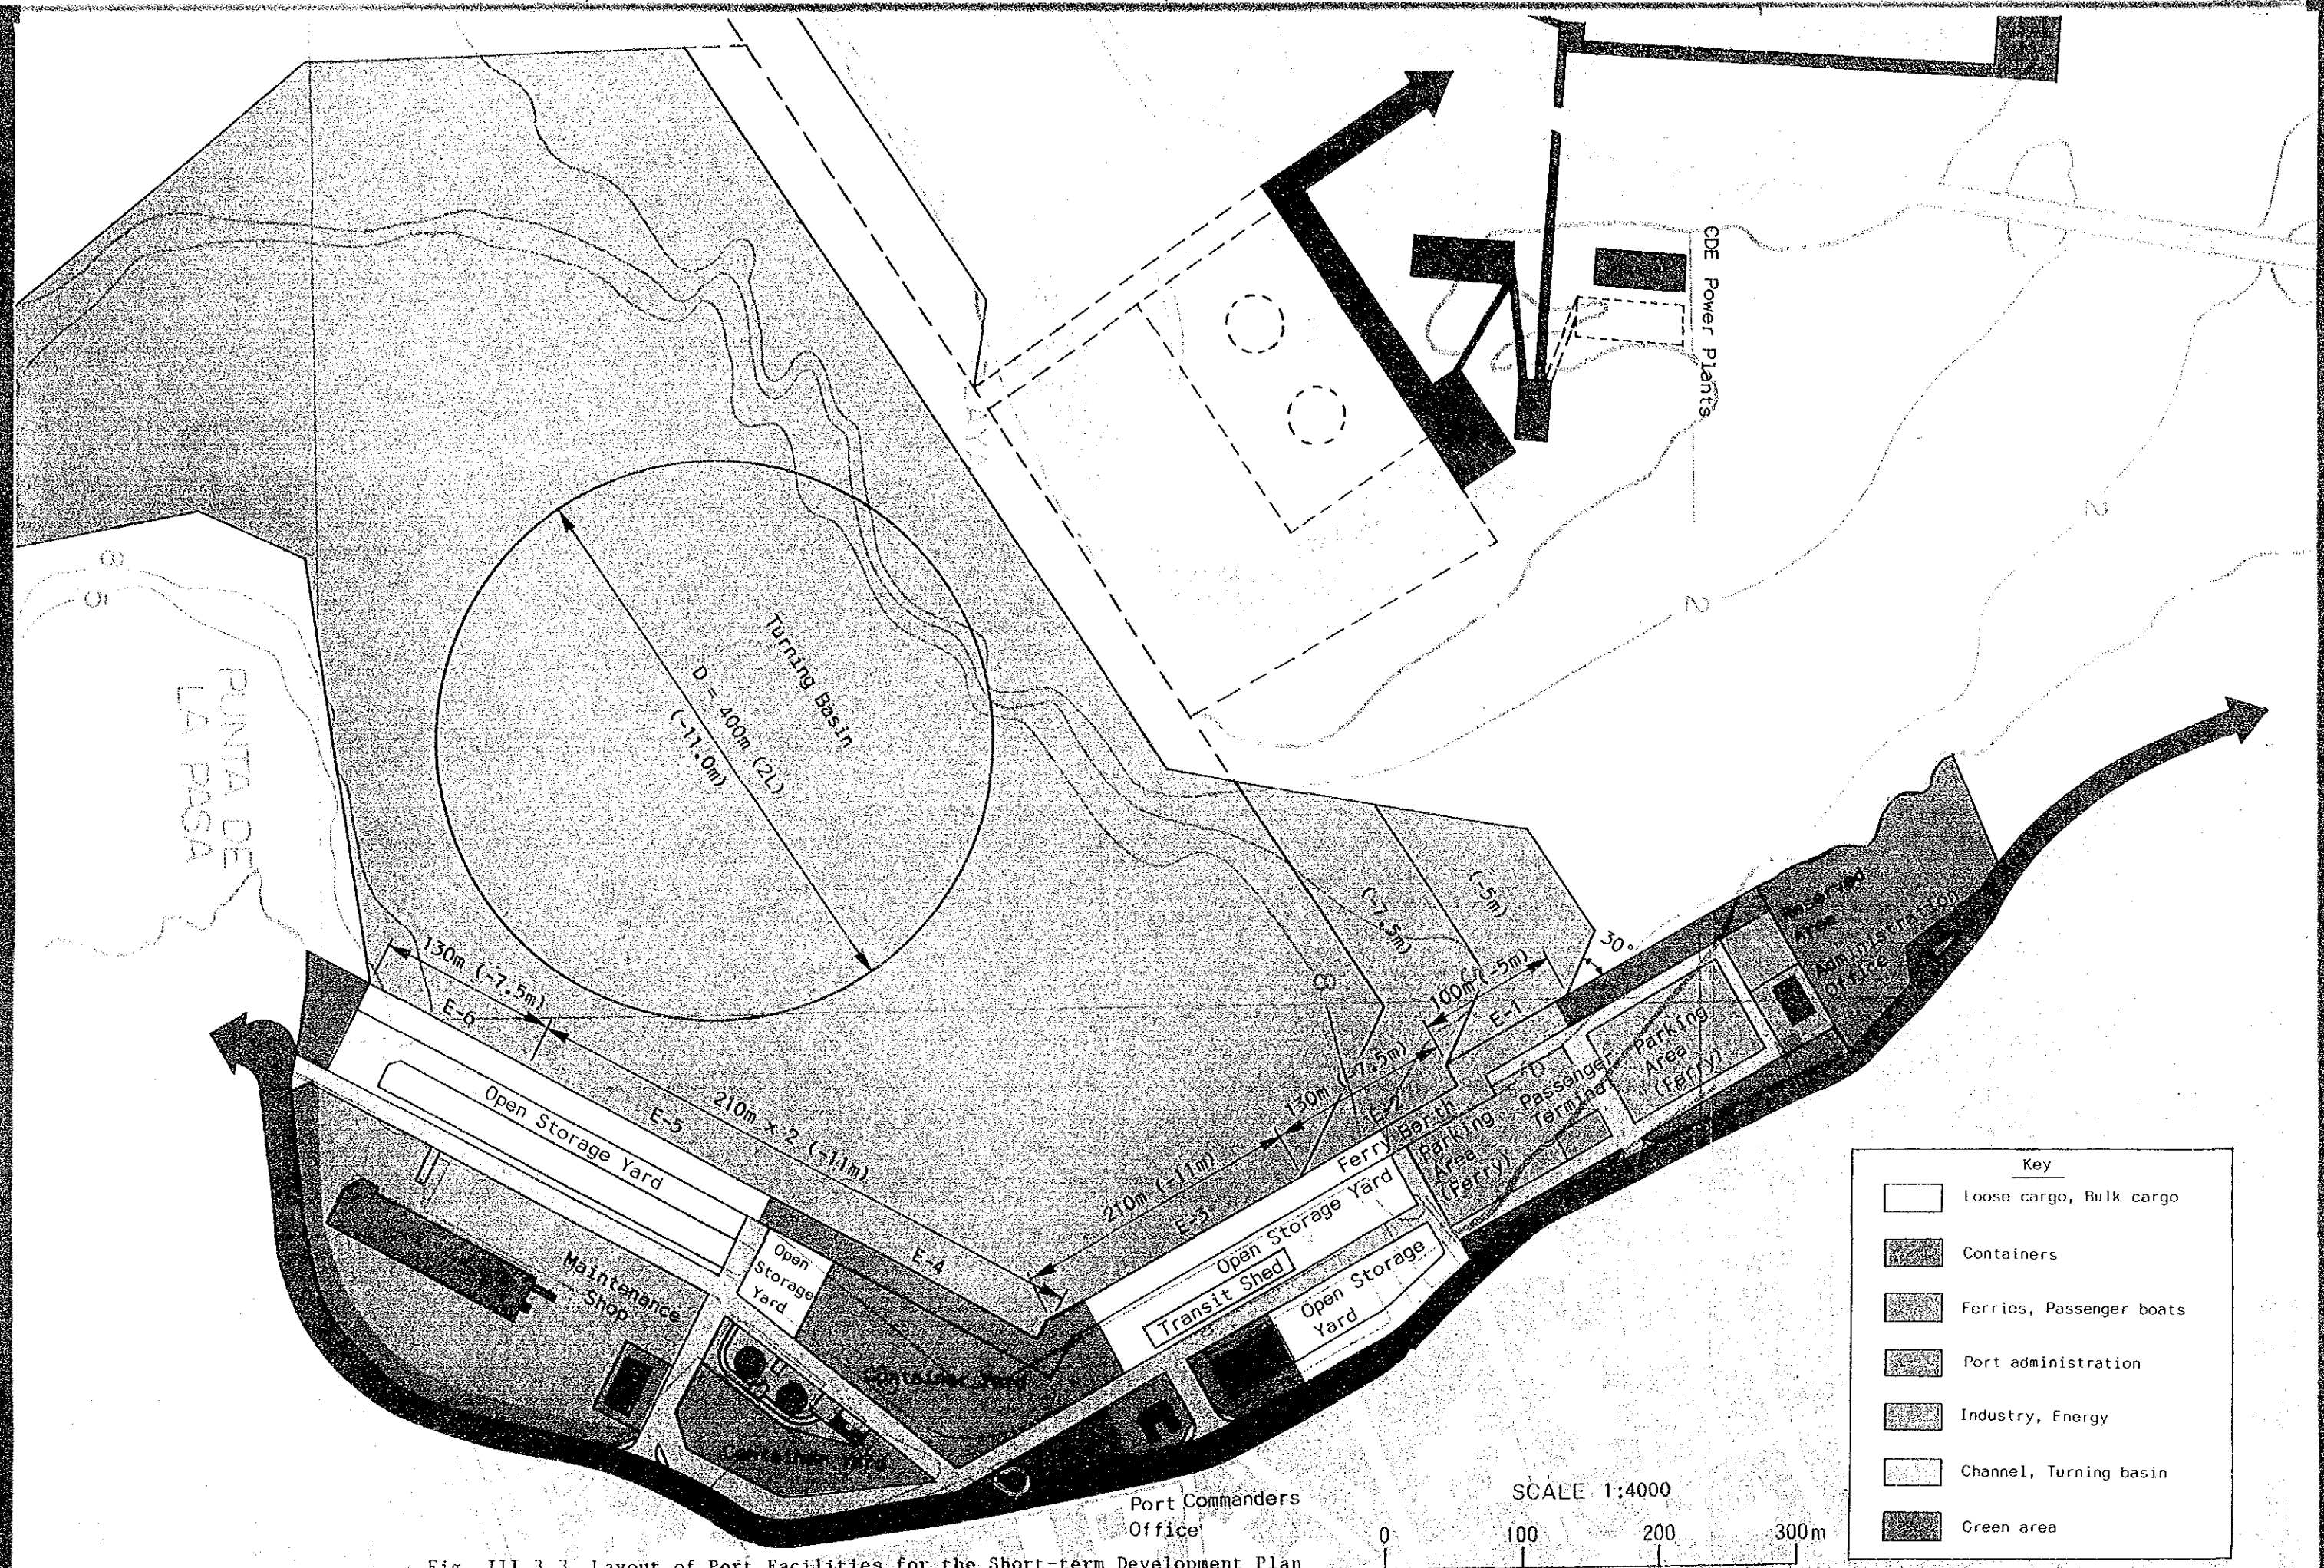 CDE Power Plants
2
2
6
5
PUNTA DE
LA PASA
Turning Basin
D = 400m (2L)
(-11.0m)
(-7.5m)
(-5m)
8
30°
130m (-7.5m)
E-6
210m x 2 (-11m)
E-5
E-4
210m (-11m)
E-3
130m (-7.5m)
E-2
100m (-5m)
E-1
Reserved
Area
Administration
Office
Parking
Area
(Ferry)
Passenger
Terminal
Parking
Area
(Ferry)
Ferry Berth
Open Storage Yard
Transit Shed
Open Storage
Yard
Open Storage Yard
Open
Storage
Yard
Maintenance
Shop
Container Yard
Container Yard
Port Commanders
Office
SCALE 1:4000
0 100 200 300m
Key
Loose cargo, Bulk cargo
Containers
Ferries, Passenger boats
Port administration
Industry, Energy
Channel, Turning basin
Green area
Fig. III.3.3 Layout of Port Facilities for the Short-term Development Plan